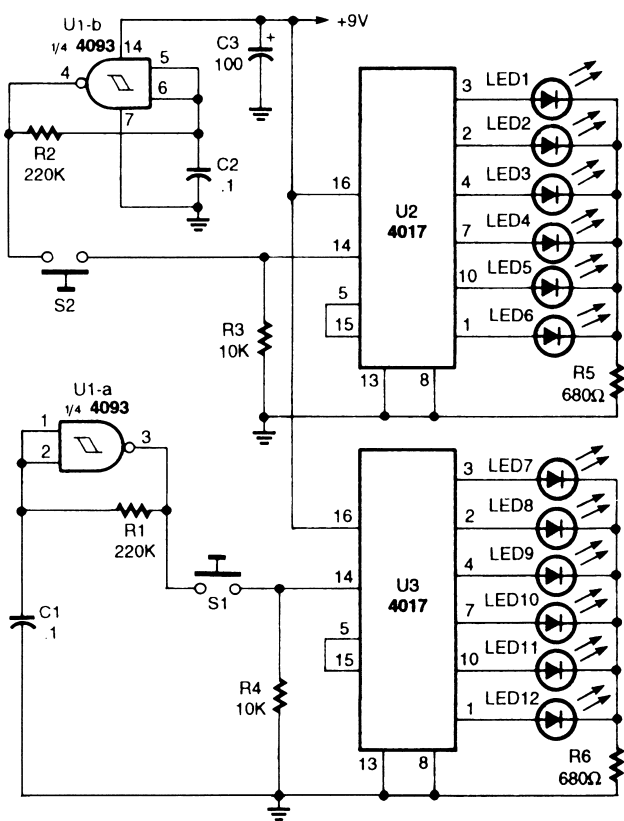 U1-b
1/4 4093
14
4
5
6
7
R2
220K
C2
.1
C3
100
+
+9V
S2
R3
10K
16
14
5
15
13
8
U2
4017
3
2
4
7
10
1
LED1
LED2
LED3
LED4
LED5
LED6
R5
680Ω
U1-a
1/4 4093
1
2
3
R1
220K
C1
.1
S1
R4
10K
16
14
5
15
13
8
U3
4017
3
2
4
7
10
1
LED7
LED8
LED9
LED10
LED11
LED12
R6
680Ω